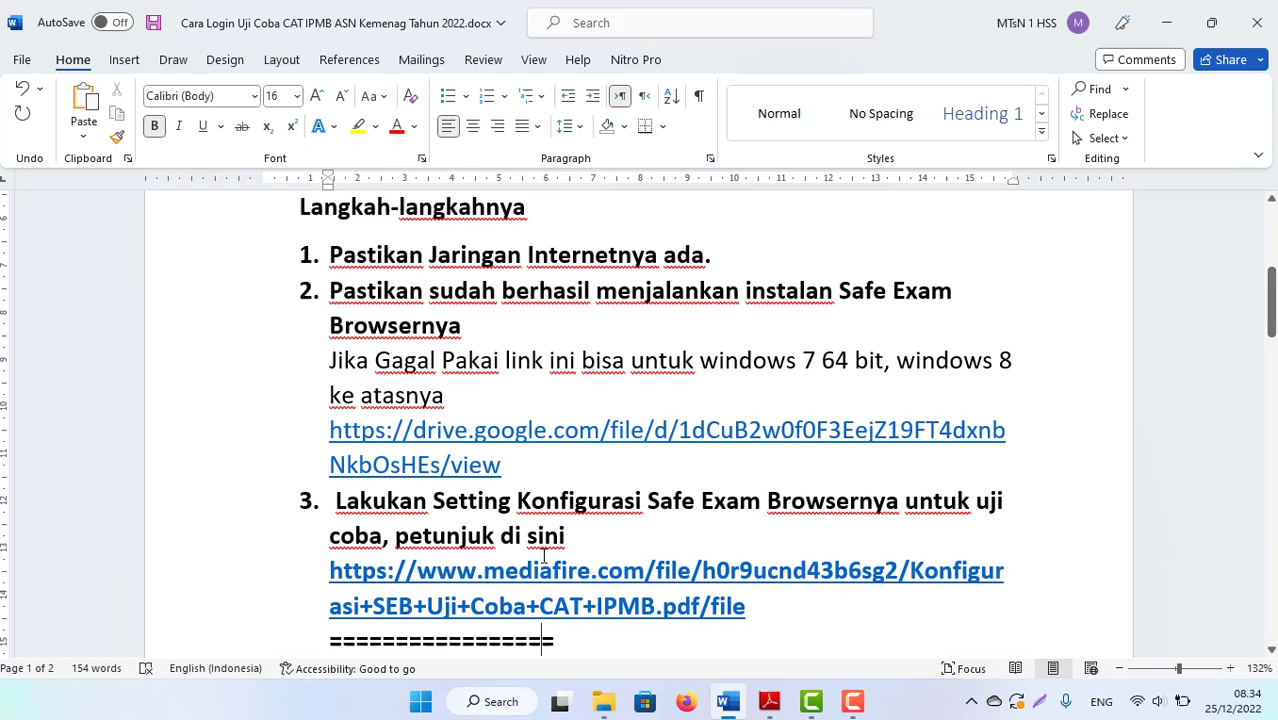 AutoSave Off Cara Login Uji Coba CAT IPMB ASN Kemenag Tahun 2022.docx Search MTsN 1 HSS M
File Home Insert Draw Design Layout References Mailings Review View Help Nitro Pro Comments Share
Paste Calibri (Body) 16 Normal No Spacing Heading 1 Find
Replace
Select
Undo Clipboard Font Paragraph Styles Editing
Langkah-langkahnya
1. Pastikan Jaringan Internetnya ada.
2. Pastikan sudah berhasil menjalankan instalan Safe Exam
Browsernya
Jika Gagal Pakai link ini bisa untuk windows 7 64 bit, windows 8
ke atasnya
https://drive.google.com/file/d/1dCuB2w0f0F3EejZ19FT4dxnb
NkbOsHEs/view
3. Lakukan Setting Konfigurasi Safe Exam Browsernya untuk uji
coba, petunjuk di sini
https://www.mediafire.com/file/h0r9ucnd43b6sg2/Konfigur
asi+SEB+Uji+Coba+CAT+IPMB.pdf/file
=================
Page 1 of 2 154 words English (Indonesia) Accessibility: Good to go Focus 132%
Search ENG 08.34
25/12/2022